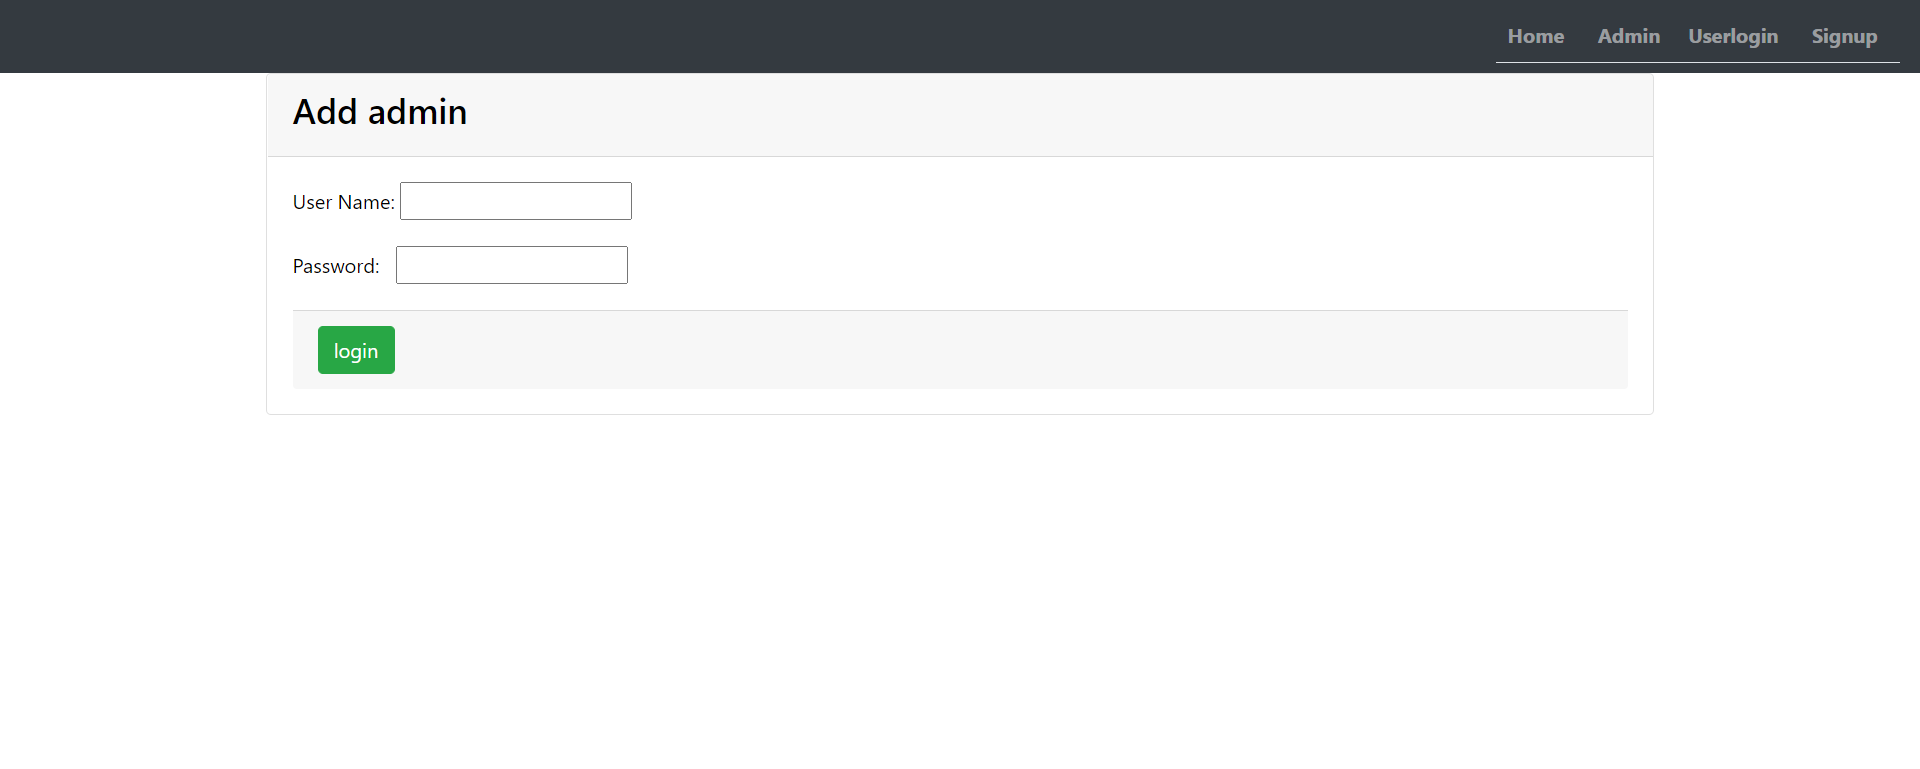 Home Admin Userlogin Signup
Add admin
User Name:
Password:
login